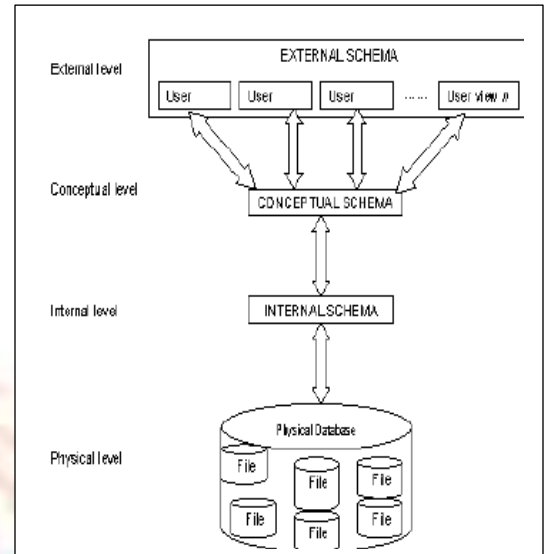 EXTERNAL SCHEMA
External level
User User User ...... User view n
Conceptual level
CONCEPTUAL SCHEMA
Internal level
INTERNAL SCHEMA
Physical Database
Physical level
File
File
File
File
File
File